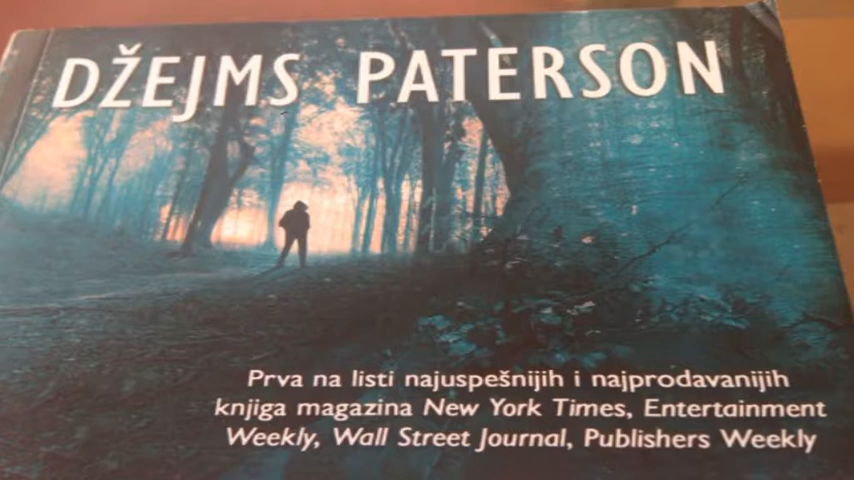 DŽEJMS PATERSON
Prva na listi najuspešnijih i najprodavanijih
knjiga magazina New York Times, Entertainment
Weekly, Wall Street Journal, Publishers Weekly